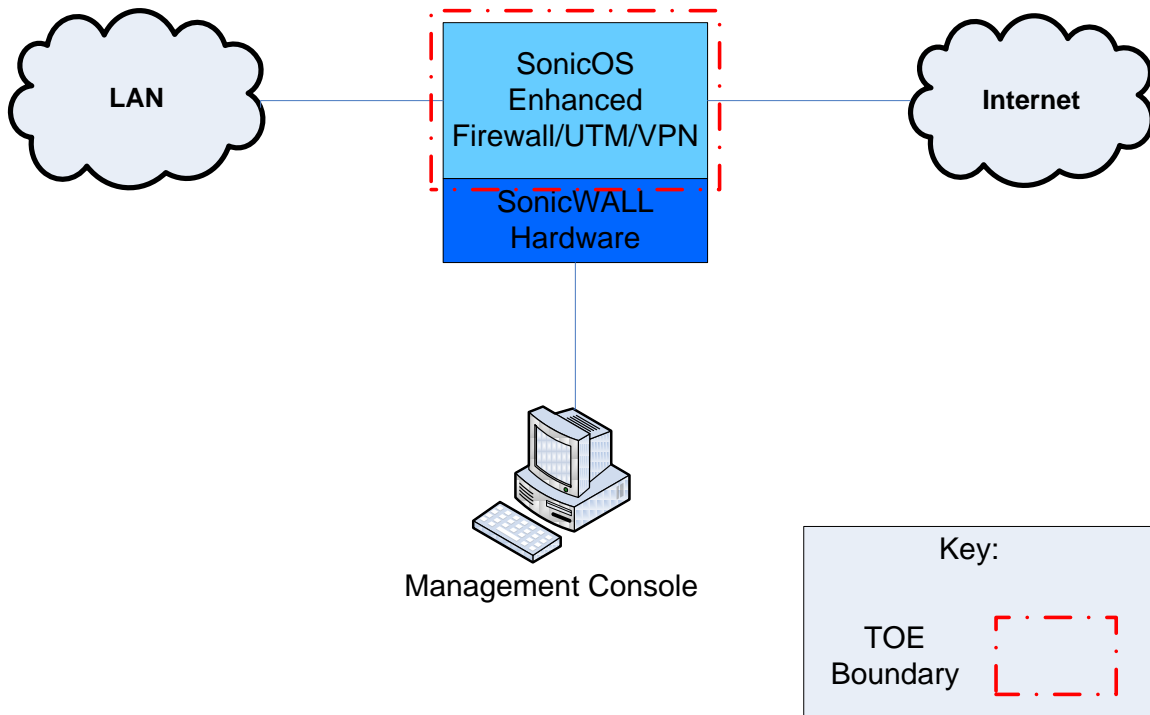 LAN
SonicOS
Enhanced
Firewall/UTM/VPN
Internet
SonicWALL
Hardware
Management Console
Key:
TOE
Boundary